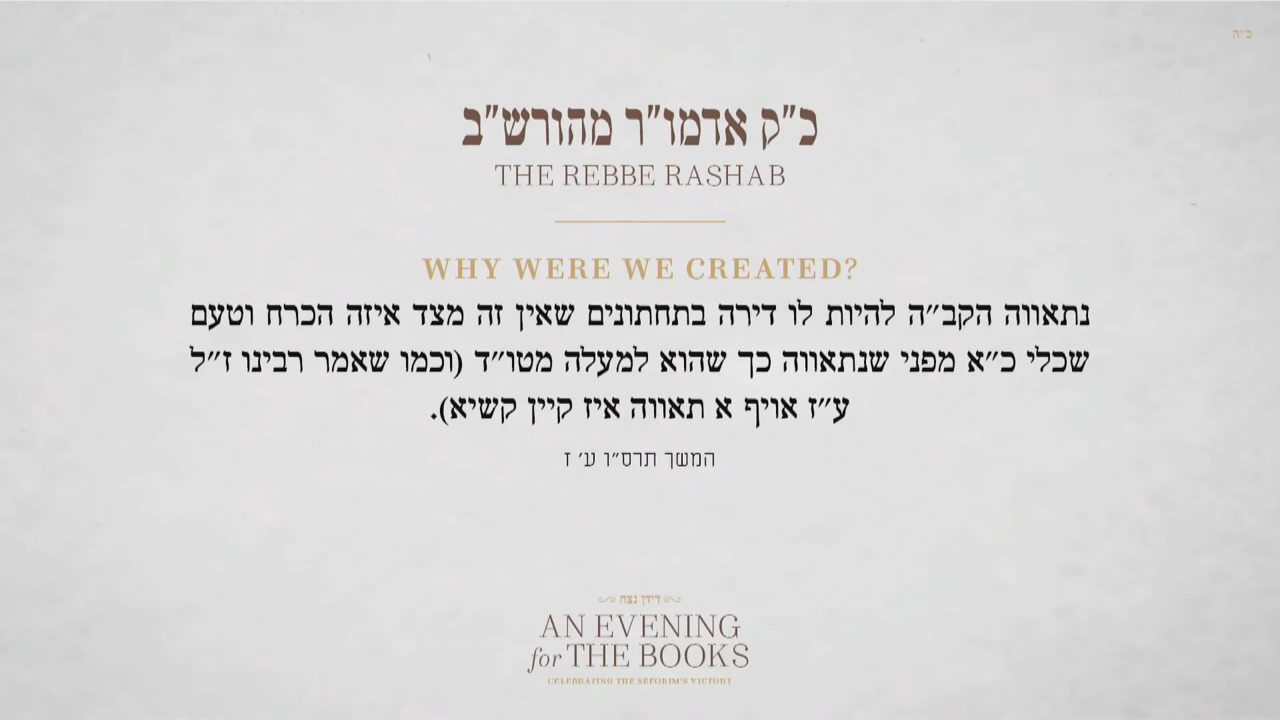 ב״ה
כ"ק אדמו"ר מהורש"ב
THE REBBE RASHAB
WHY WERE WE CREATED?
נתאווה הקב״ה להיות לו דירה בתחתונים שאין זה מצד איזה הכרח וטעם
שכלי כ״א מפני שנתאווה כך שהוא למעלה מטו״ד (וכמו שאמר רבינו ז״ל
ע״ז אויף א תאווה איז קיין קשיא).
המשך תרס״ו ע׳ ז
דידן נצח
AN EVENING
for THE BOOKS
CELEBRATING THE SEFORIM'S VICTORY